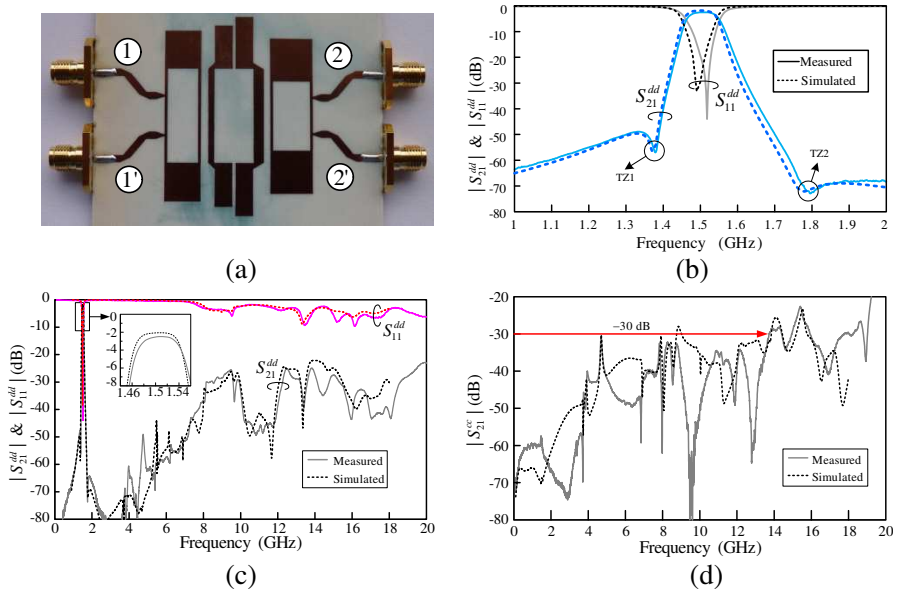 1
2
1'
2'
(a)
|S₂₁ᵈᵈ| & |S₁₁ᵈᵈ| (dB)
0
-10
-20
-30
-40
-50
-60
-70
-80
1
1.1
1.2
1.3
1.4
1.5
1.6
1.7
1.8
1.9
2
Frequency (GHz)
Measured
Simulated
S₂₁ᵈᵈ
S₁₁ᵈᵈ
TZ1
TZ2
(b)
|S₂₁ᵈᵈ| & |S₁₁ᵈᵈ| (dB)
0
-10
-20
-30
-40
-50
-60
-70
-80
0
-2
-4
-6
-8
1.46
1.5
1.54
S₁₁ᵈᵈ
S₂₁ᵈᵈ
Measured
Simulated
0 2 4 6 8 10 12 14 16 18 20
Frequency (GHz)
(c)
|S₂₁ᶜᶜ| (dB)
-20
-30
-40
-50
-60
-70
-80
−30 dB
Measured
Simulated
0 2 4 6 8 10 12 14 16 18 20
Frequency (GHz)
(d)